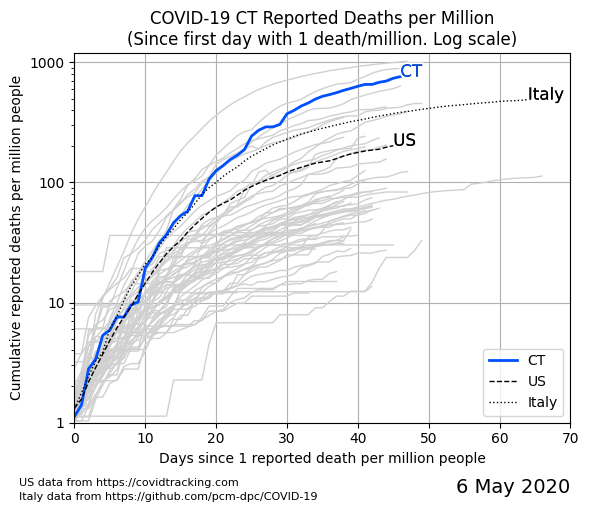 COVID-19 CT Reported Deaths per Million
(Since first day with 1 death/million. Log scale)
Cumulative reported deaths per million people
1000
100
10
1
CT
Italy
US
CT
US
Italy
0 10 20 30 40 50 60 70
Days since 1 reported death per million people
US data from https://covidtracking.com
Italy data from https://github.com/pcm-dpc/COVID-19
6 May 2020